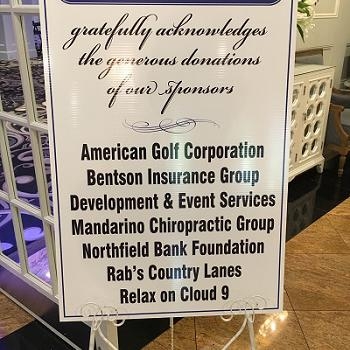 gratefully acknowledges
the generous donations
of our sponsors
American Golf Corporation
Bentson Insurance Group
Development & Event Services
Mandarino Chiropractic Group
Northfield Bank Foundation
Rab's Country Lanes
Relax on Cloud 9